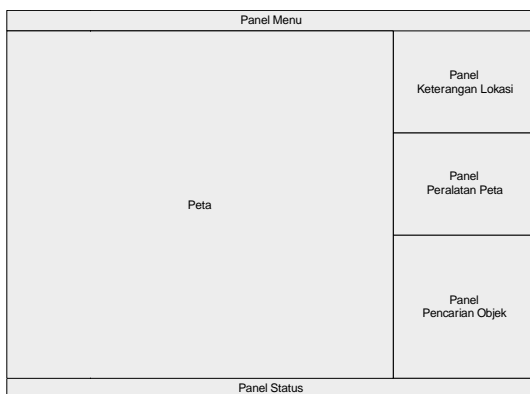 Panel Menu
Panel
Keterangan Lokasi
Peta
Panel
Peralatan Peta
Panel
Pencarian Objek
Panel Status